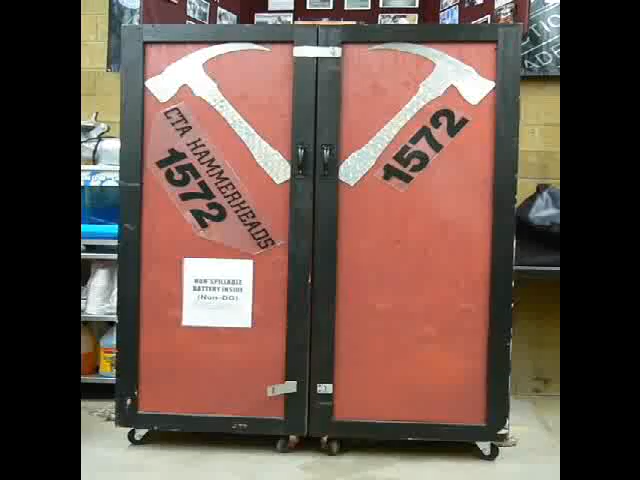 CTA HAMMERHEADS
1572
1572
NON SPILLABLE
BATTERY INSIDE
(Non-DG)